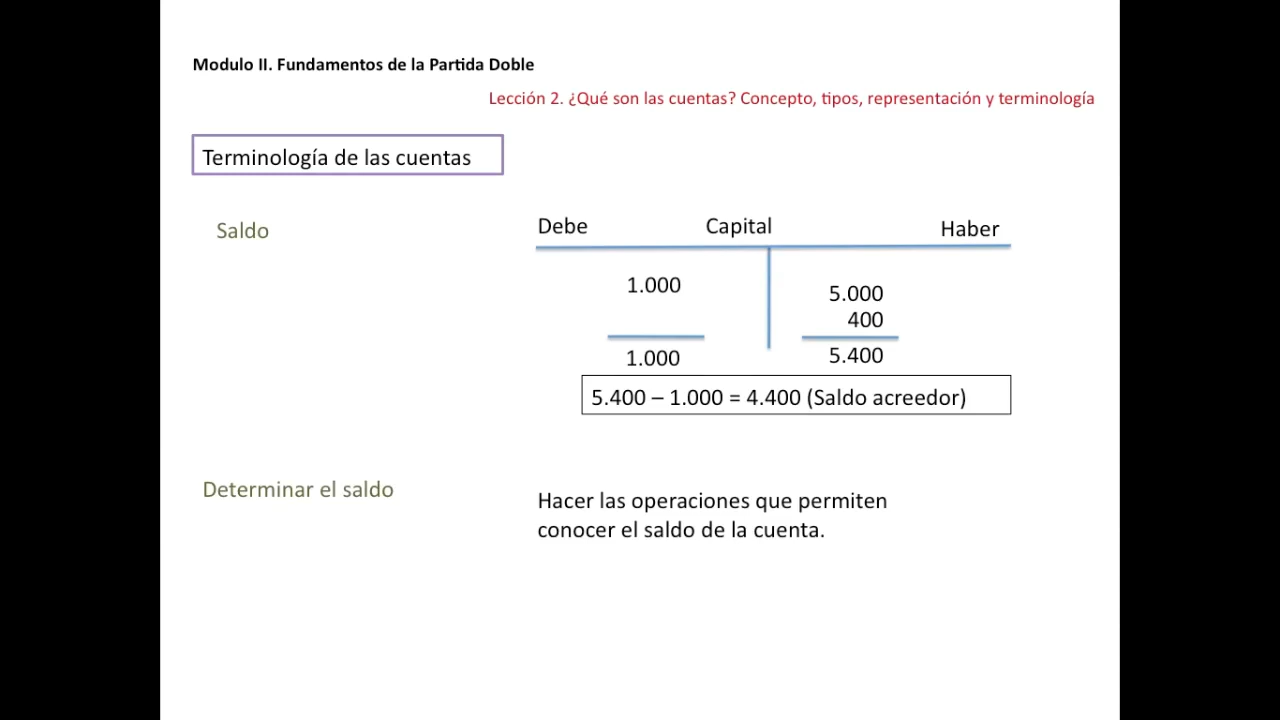 Modulo II. Fundamentos de la Partida Doble
Lección 2. ¿Qué son las cuentas? Concepto, tipos, representación y terminología
Terminología de las cuentas
Saldo
Debe Capital Haber
1.000 5.000
400
1.000 5.400
5.400 – 1.000 = 4.400 (Saldo acreedor)
Determinar el saldo
Hacer las operaciones que permiten
conocer el saldo de la cuenta.